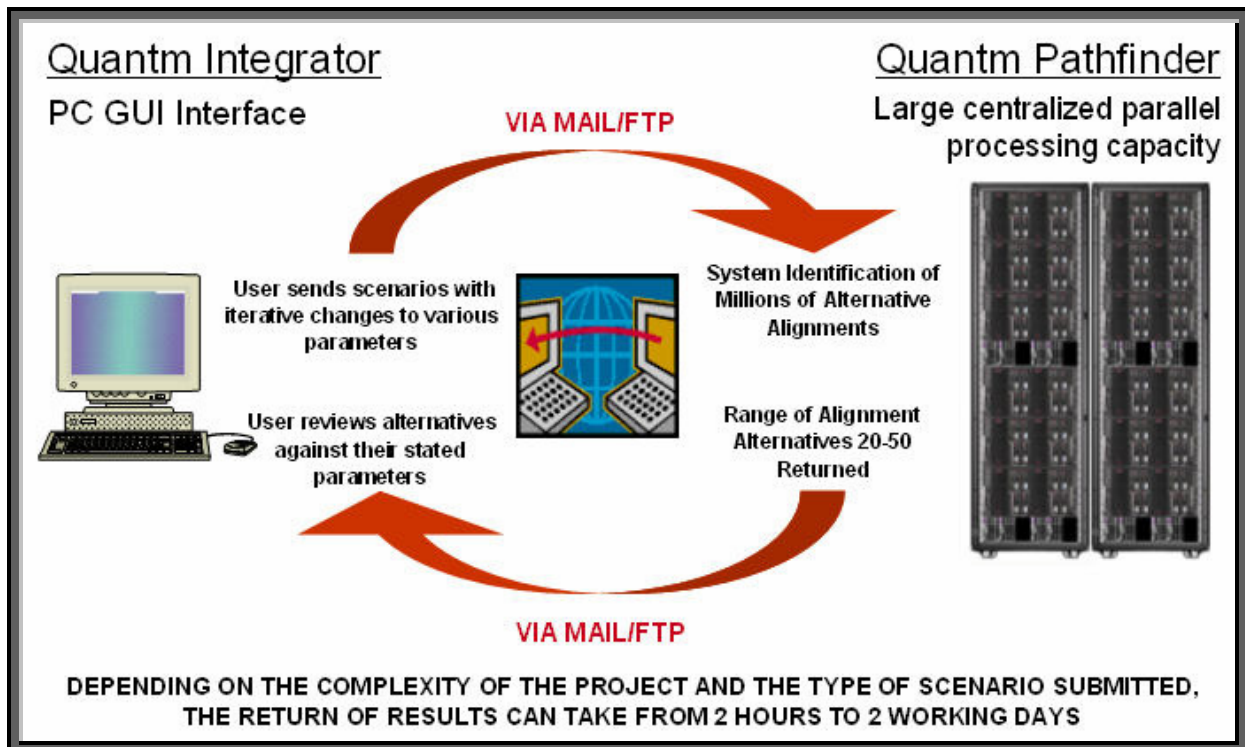 Quantm Integrator
PC GUI Interface
Quantm Pathfinder
Large centralized parallel
processing capacity
VIA MAIL/FTP
User sends scenarios with
iterative changes to various
parameters
System Identification of
Millions of Alternative
Alignments
User reviews alternatives
against their stated
parameters
Range of Alignment
Alternatives 20-50
Returned
VIA MAIL/FTP
DEPENDING ON THE COMPLEXITY OF THE PROJECT AND THE TYPE OF SCENARIO SUBMITTED,
THE RETURN OF RESULTS CAN TAKE FROM 2 HOURS TO 2 WORKING DAYS